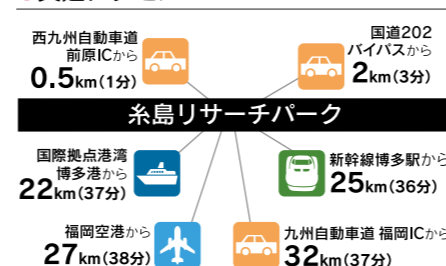 西九州自動車道
前原ICから
0.5km(1分)
国道202
バイパスから
2km(3分)
糸島リサーチパーク
国際拠点港湾
博多港から
22km(37分)
新幹線博多駅から
25km(36分)
福岡空港から
27km(38分)
九州自動車道 福岡ICから
32km(37分)